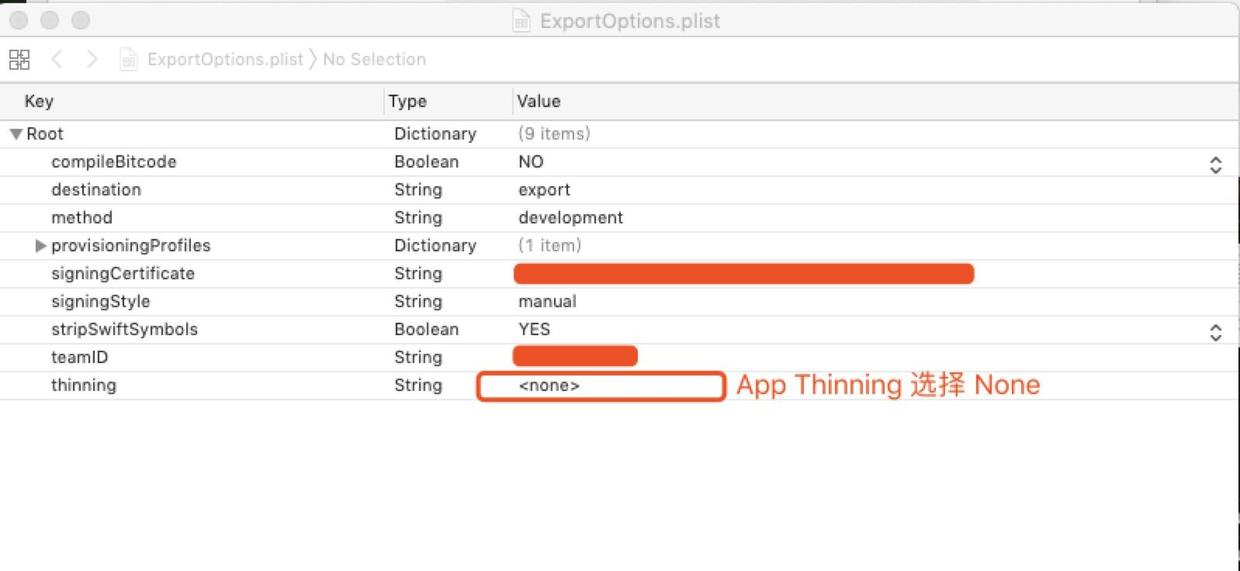 ExportOptions.plist
ExportOptions.plist 〉 No Selection
Key Type Value
Root Dictionary (9 items)
compileBitcode Boolean NO
destination String export
method String development
provisioningProfiles Dictionary (1 item)
signingCertificate String
signingStyle String manual
stripSwiftSymbols Boolean YES
teamID String
thinning String <none> App Thinning 选择 None